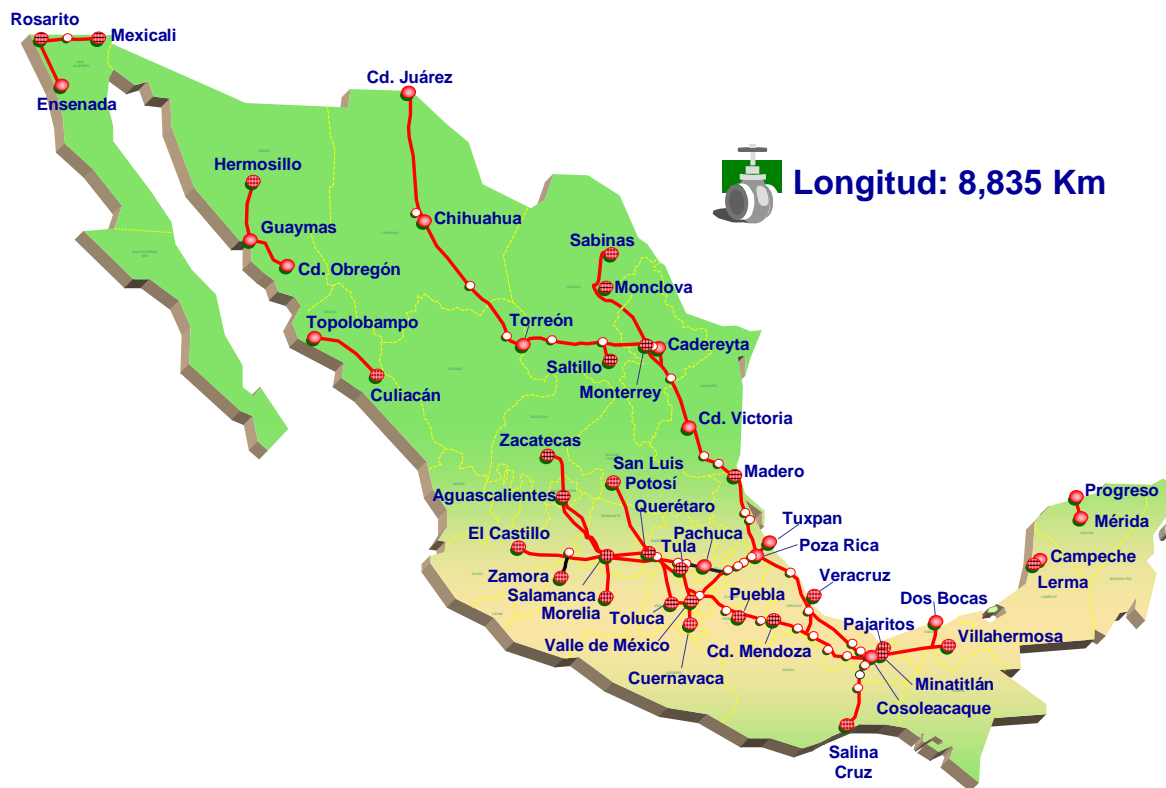 Rosarito
Mexicali
Ensenada
Cd. Juárez
Hermosillo
Longitud: 8,835 Km
Chihuahua
Guaymas
Sabinas
Cd. Obregón
Monclova
Topolobampo
Torreón
Cadereyta
Saltillo
Monterrey
Culiacán
Cd. Victoria
Zacatecas
San Luis
Potosí
Madero
Aguascalientes
Querétaro
Progreso
Mérida
El Castillo
Tula
Pachuca
Tuxpan
Poza Rica
Campeche
Lerma
Zamora
Salamanca
Morelia
Toluca
Puebla
Veracruz
Dos Bocas
Valle de México
Cd. Mendoza
Pajaritos
Villahermosa
Cuernavaca
Minatitlán
Cosoleacaque
Salina
Cruz